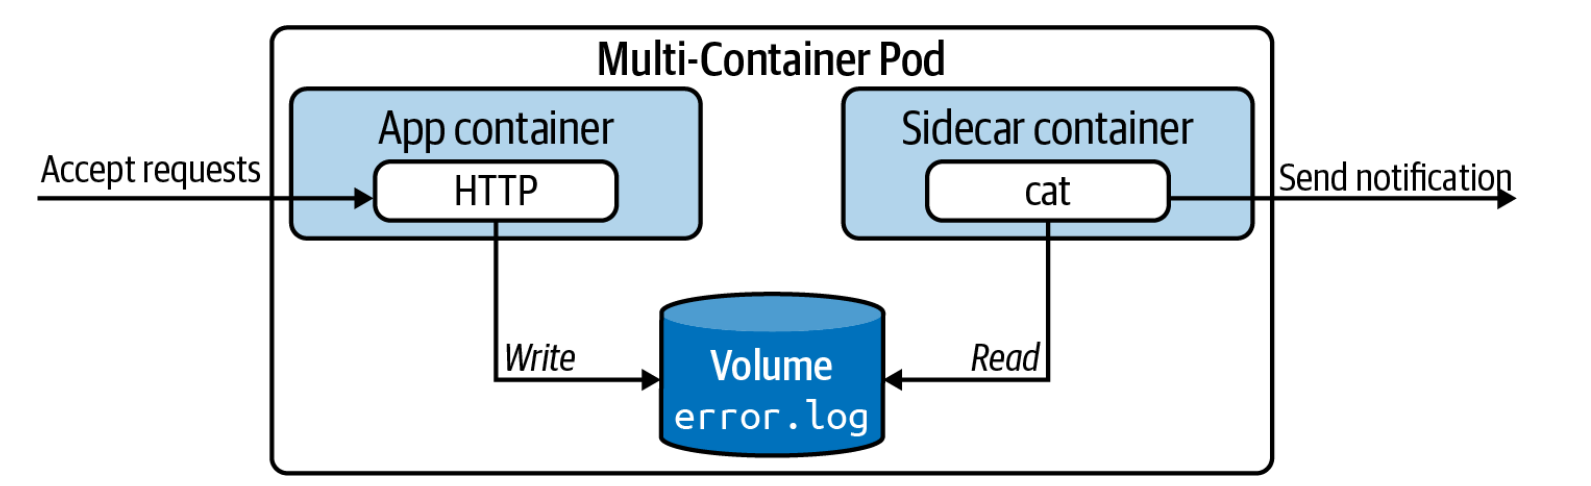 Multi-Container Pod
App container
Sidecar container
Accept requests
HTTP
cat
Send notification
Write
Read
Volume
error.log